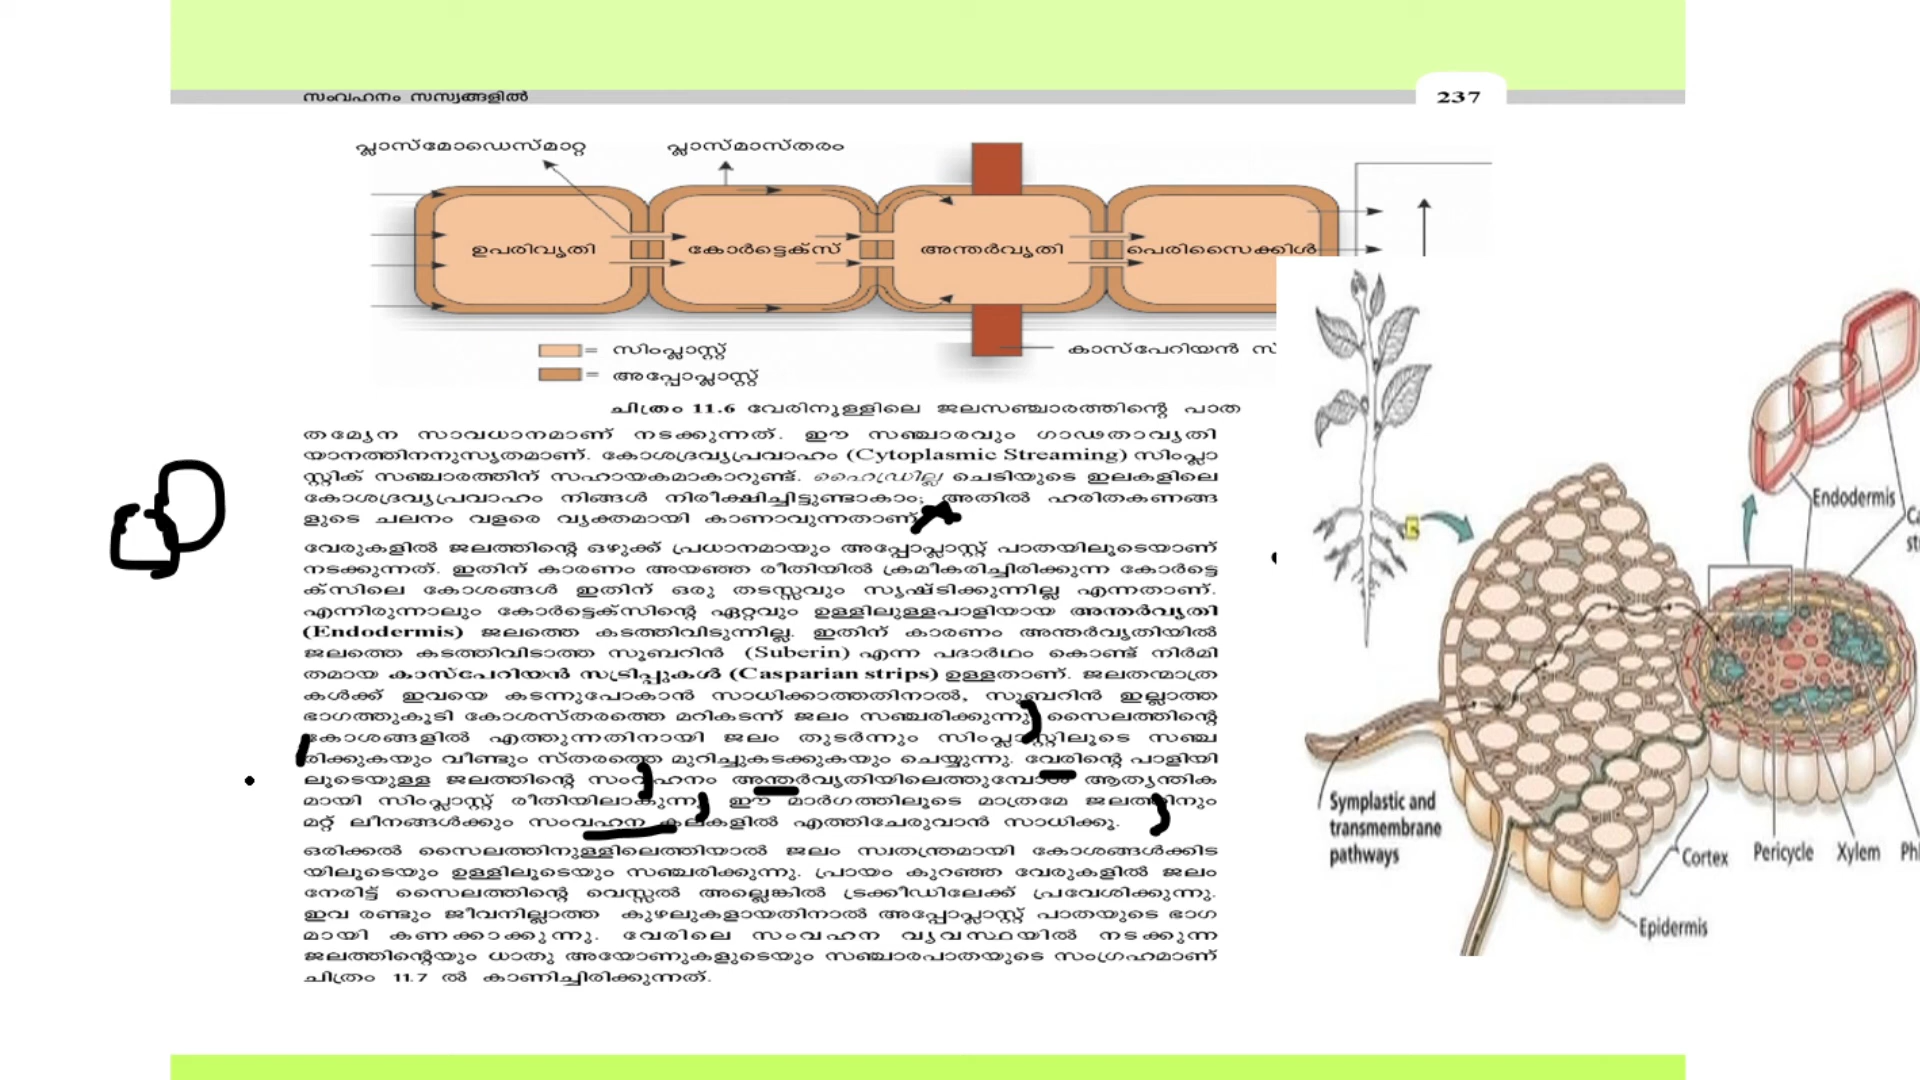 സംവഹനം സസ്യങ്ങളിൽ
237
പ്ലാസ്മോഡെസ്മാറ്റ
പ്ലാസ്മാസ്തരം
ഉപരിവൃതി
കോർട്ടെക്സ്
അന്തർവൃതി
പെരിസൈക്കിൾ
= സിംപ്ലാസ്റ്റ്
= അപ്പോപ്ലാസ്റ്റ്
കാസ്പേറിയൻ സ്
ചിത്രം 11.6 വേരിനുള്ളിലെ ജലസഞ്ചാരത്തിന്റെ പാത
തമ്യേന സാവധാനമാണ് നടക്കുന്നത്. ഈ സഞ്ചാരവും ഗാഢതാവൃതി
യാനത്തിനനുസൃതമാണ്. കോശദ്രവ്യപ്രവാഹം (Cytoplasmic Streaming) സിംപ്ലാ
സ്റ്റിക് സഞ്ചാരത്തിന് സഹായകമാകാറുണ്ട്. ഹൈഡ്രില്ല ചെടിയുടെ ഇലകളിലെ
കോശദ്രവ്യപ്രവാഹം നിങ്ങൾ നിരീക്ഷിച്ചിട്ടുണ്ടാകാം; അതിൽ ഹരിതകണങ്ങ
ളുടെ ചലനം വളരെ വ്യക്തമായി കാണാവുന്നതാണ്
വേരുകളിൽ ജലത്തിന്റെ ഒഴുക്ക് പ്രധാനമായും അപ്പോപ്ലാസ്റ്റ് പാതയിലൂടെയാണ്
നടക്കുന്നത്. ഇതിന് കാരണം അയഞ്ഞ രീതിയിൽ ക്രമീകരിച്ചിരിക്കുന്ന കോർട്ടെ
ക്സിലെ കോശങ്ങൾ ഇതിന് ഒരു തടസ്സവും സൃഷ്ടിക്കുന്നില്ല എന്നതാണ്.
എന്നിരുന്നാലും കോർട്ടെക്സിന്റെ ഏറ്റവും ഉള്ളിലുള്ളപാളിയായ അന്തർവൃതി
(Endodermis) ജലത്തെ കടത്തിവിടുന്നില്ല. ഇതിന് കാരണം അന്തർവൃതിയിൽ
ജലത്തെ കടത്തിവിടാത്ത സൂബറിൻ (Suberin) എന്ന പദാർഥം കൊണ്ട് നിർമി
തമായ കാസ്പേറിയൻ സ്ട്രിപ്പുകൾ (Casparian strips) ഉള്ളതാണ്. ജലതന്മാത്ര
കൾക്ക് ഇവയെ കടന്നുപോകാൻ സാധിക്കാത്തതിനാൽ, സൂബറിൻ ഇല്ലാത്ത
ഭാഗത്തുകൂടി കോശസ്തരത്തെ മറികടന്ന് ജലം സഞ്ചരിക്കുന്നു സൈലത്തിന്റെ
കോശങ്ങളിൽ എത്തുന്നതിനായി ജലം തുടർന്നും സിംപ്ലാസ്റ്റിലൂടെ സഞ്ച
രിക്കുകയും വീണ്ടും സ്തരത്തെ മുറിച്ചുകടക്കുകയും ചെയ്യുന്നു. വേരിന്റെ പാളിയി
ലൂടെയുള്ള ജലത്തിന്റെ സംവഹനം അന്തർവൃതിയിലെത്തുമ്പോൾ ആത്യന്തിക
മായി സിംപ്ലാസ്റ്റ് രീതിയിലാകുന്നു ഈ മാർഗത്തിലൂടെ മാത്രമേ ജലത്തിനും
മറ്റ് ലീനങ്ങൾക്കും സംവഹന കലകളിൽ എത്തിചേരുവാൻ സാധിക്കൂ.
ഒരിക്കൽ സൈലത്തിനുള്ളിലെത്തിയാൽ ജലം സ്വതന്ത്രമായി കോശങ്ങൾക്കിട
യിലൂടെയും ഉള്ളിലൂടെയും സഞ്ചരിക്കുന്നു. പ്രായം കുറഞ്ഞ വേരുകളിൽ ജലം
നേരിട്ട് സൈലത്തിന്റെ വെസ്സൽ അല്ലെങ്കിൽ ട്രക്കീഡിലേക്ക് പ്രവേശിക്കുന്നു.
ഇവ രണ്ടും ജീവനില്ലാത്ത കുഴലുകളായതിനാൽ അപ്പോപ്ലാസ്റ്റ് പാതയുടെ ഭാഗ
മായി കണക്കാക്കുന്നു. വേരിലെ സംവഹന വ്യവസ്ഥയിൽ നടക്കുന്ന
ജലത്തിന്റെയും ധാതു അയോണുകളുടെയും സഞ്ചാരപാതയുടെ സംഗ്രഹമാണ്
ചിത്രം 11.7 ൽ കാണിച്ചിരിക്കുന്നത്.
Endodermis
Symplastic and
transmembrane
pathways
Cortex
Pericycle
Xylem
Epidermis